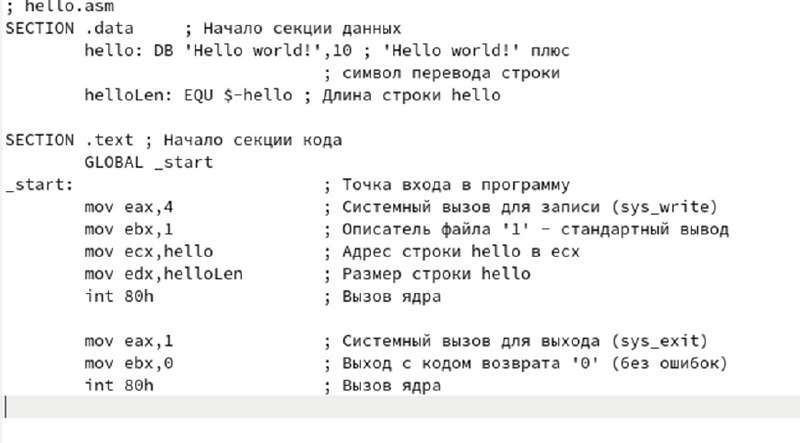 ; hello.asm
SECTION .data     ; Начало секции данных
        hello: DB 'Hello world!',10 ; 'Hello world!' плюс
                                ; символ перевода строки
        helloLen: EQU $-hello ; Длина строки hello

SECTION .text ; Начало секции кода
        GLOBAL _start
_start:                         ; Точка входа в программу
        mov eax,4               ; Системный вызов для записи (sys_write)
        mov ebx,1               ; Описатель файла '1' - стандартный вывод
        mov ecx,hello           ; Адрес строки hello в ecx
        mov edx,helloLen        ; Размер строки hello
        int 80h                 ; Вызов ядра

        mov eax,1               ; Системный вызов для выхода (sys_exit)
        mov ebx,0               ; Выход с кодом возврата '0' (без ошибок)
        int 80h                 ; Вызов ядра